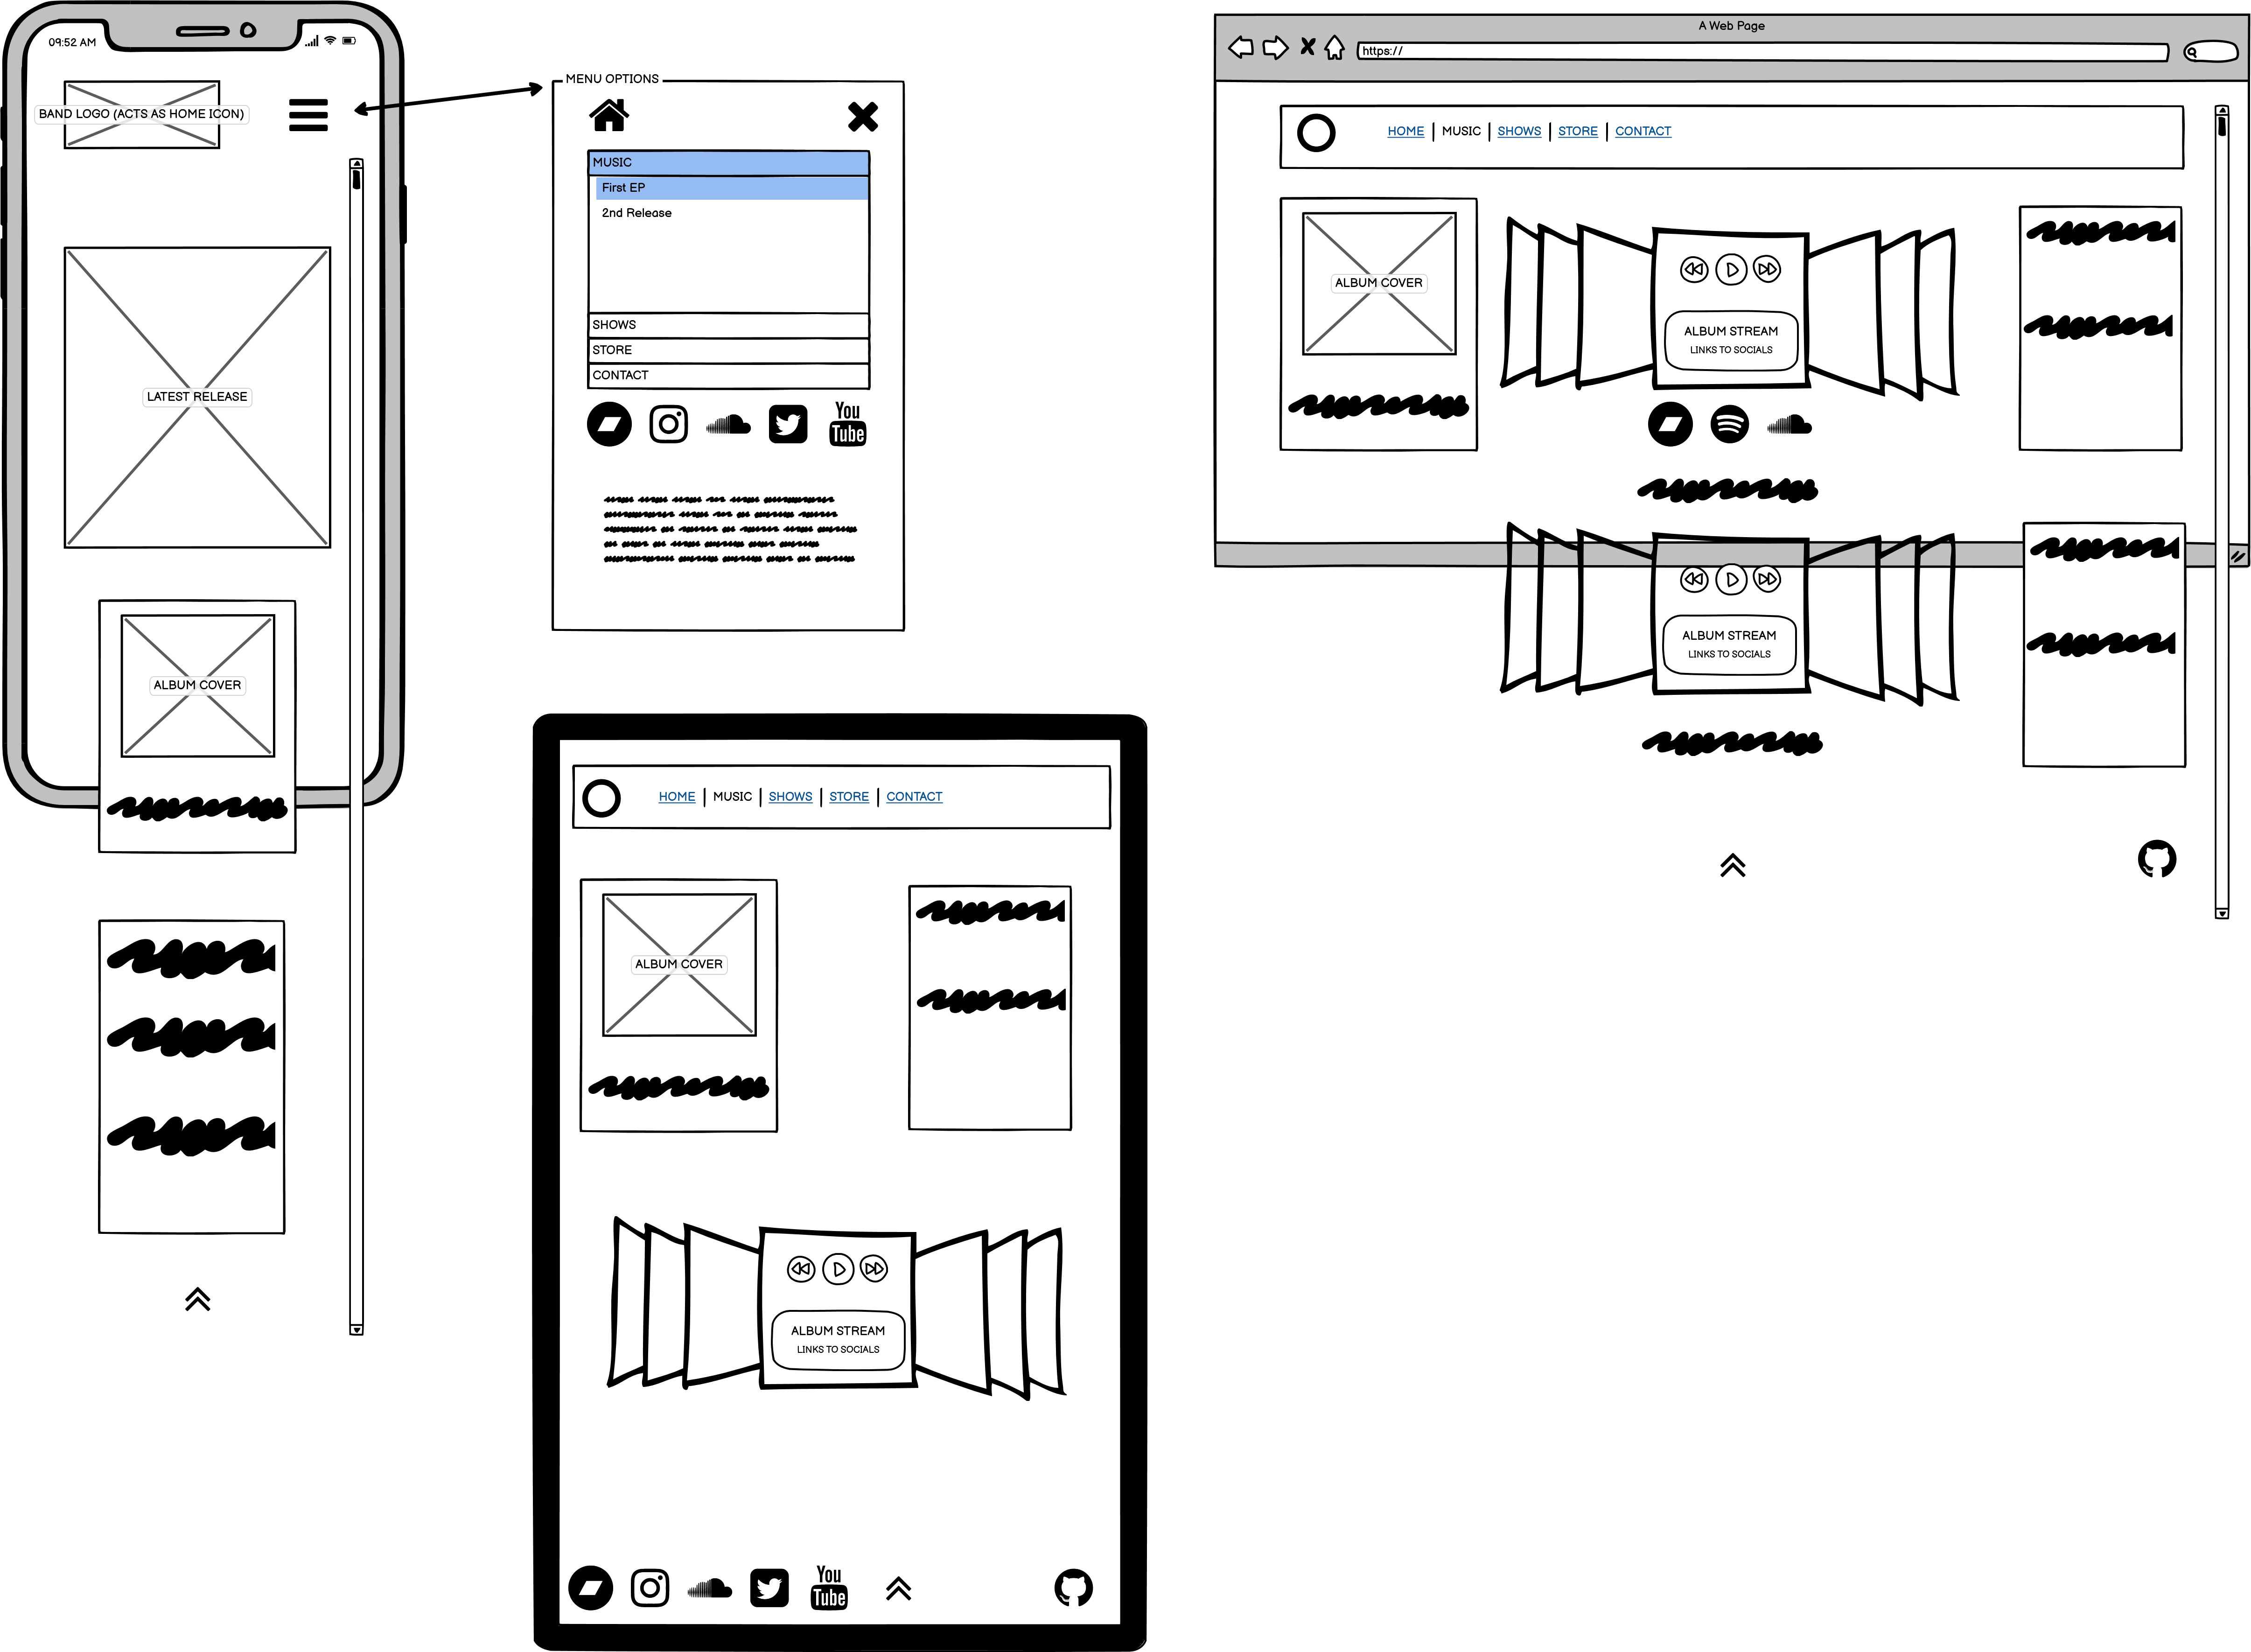 09:52 AM
BAND LOGO (ACTS AS HOME ICON)
LATEST RELEASE
ALBUM COVER
MENU OPTIONS
MUSIC
First EP
2nd Release
SHOWS
STORE
CONTACT
You
Tube
HOME MUSIC SHOWS STORE CONTACT
ALBUM COVER
ALBUM STREAM
LINKS TO SOCIALS
You
Tube
A Web Page
https://
HOME MUSIC SHOWS STORE CONTACT
ALBUM COVER
ALBUM STREAM
LINKS TO SOCIALS
ALBUM STREAM
LINKS TO SOCIALS